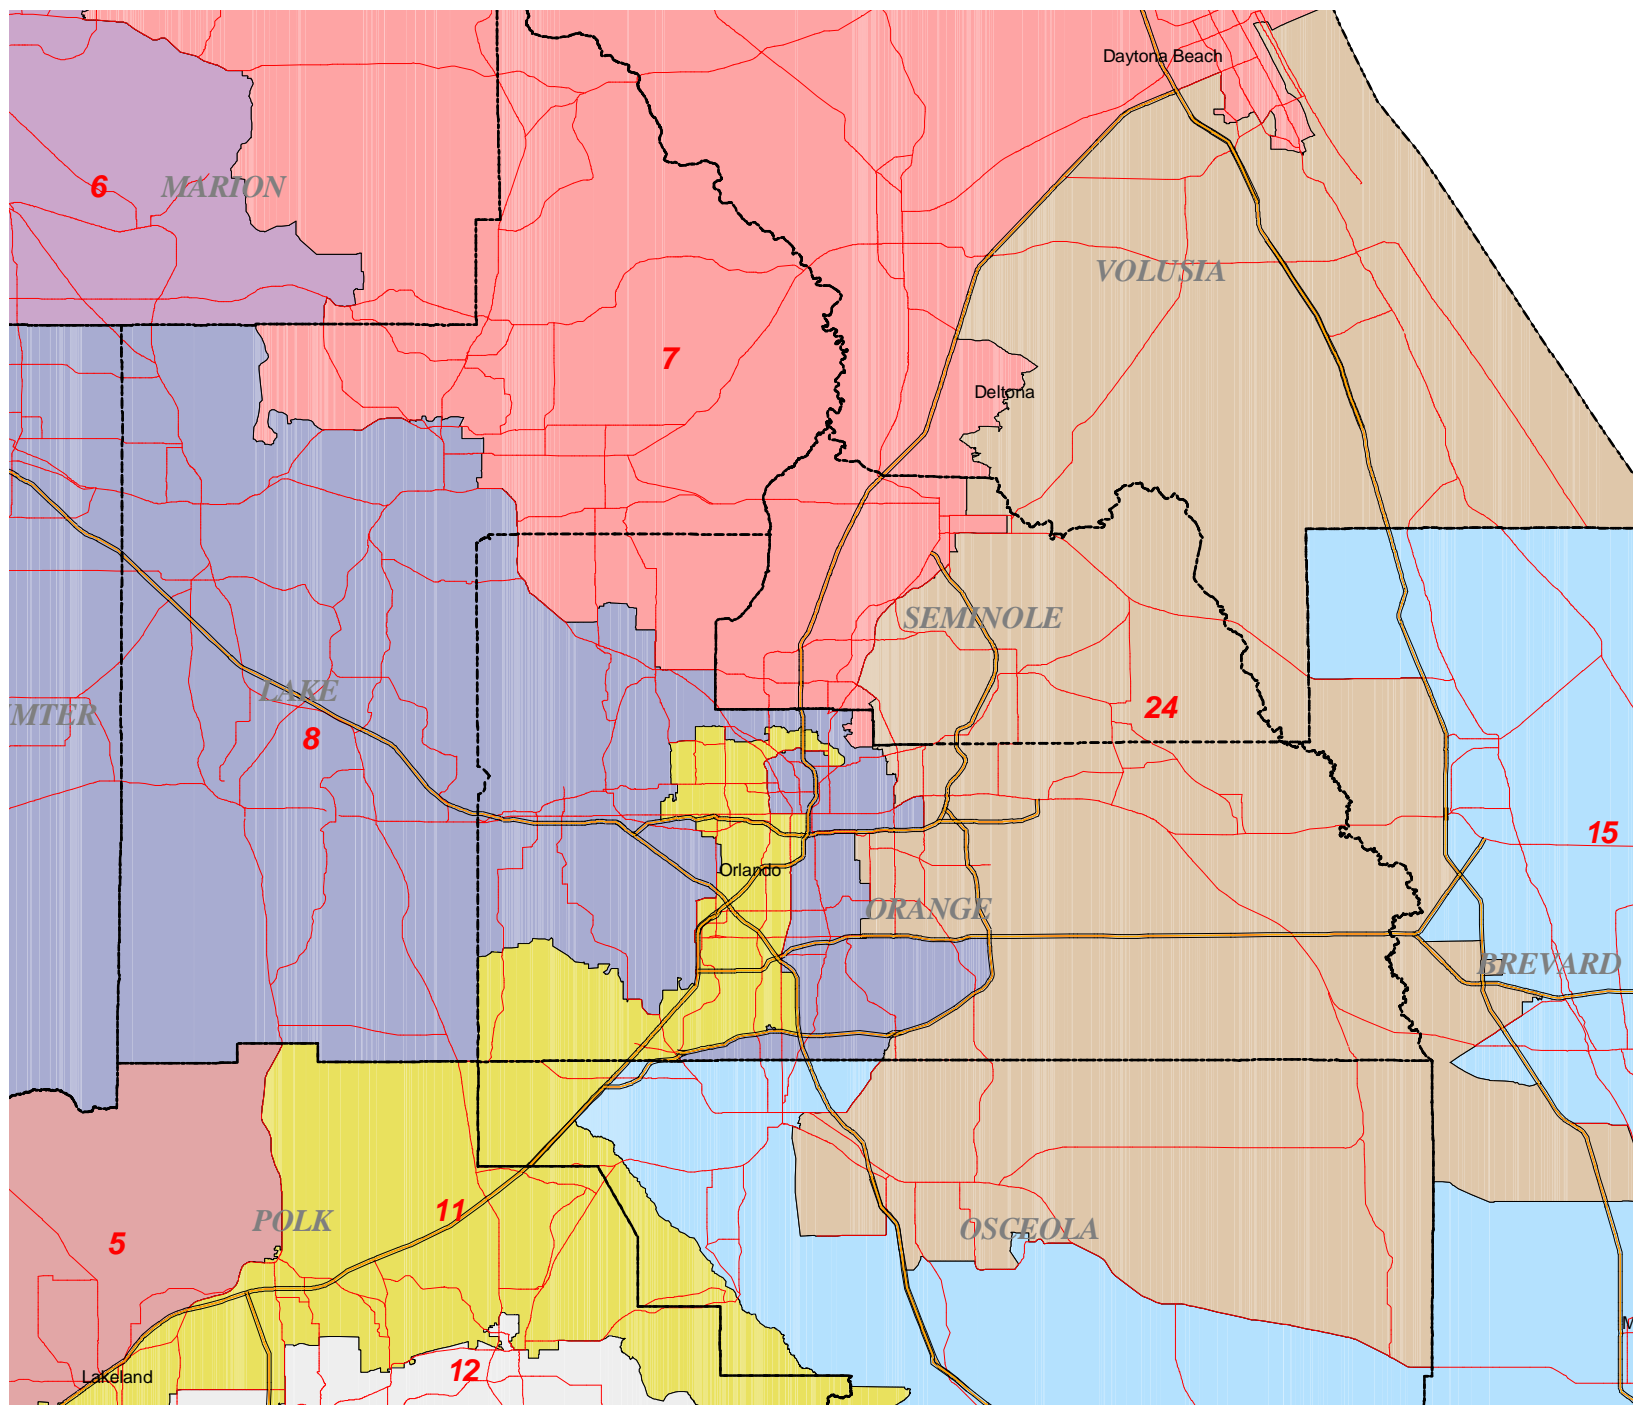 Daytona Beach
6
MARION
VOLUSIA
7
Deltona
SEMINOLE
LAKE
MTER
24
8
15
Orlando
ORANGE
BREVARD
11
POLK
OSCEOLA
5
M
12
Lakeland